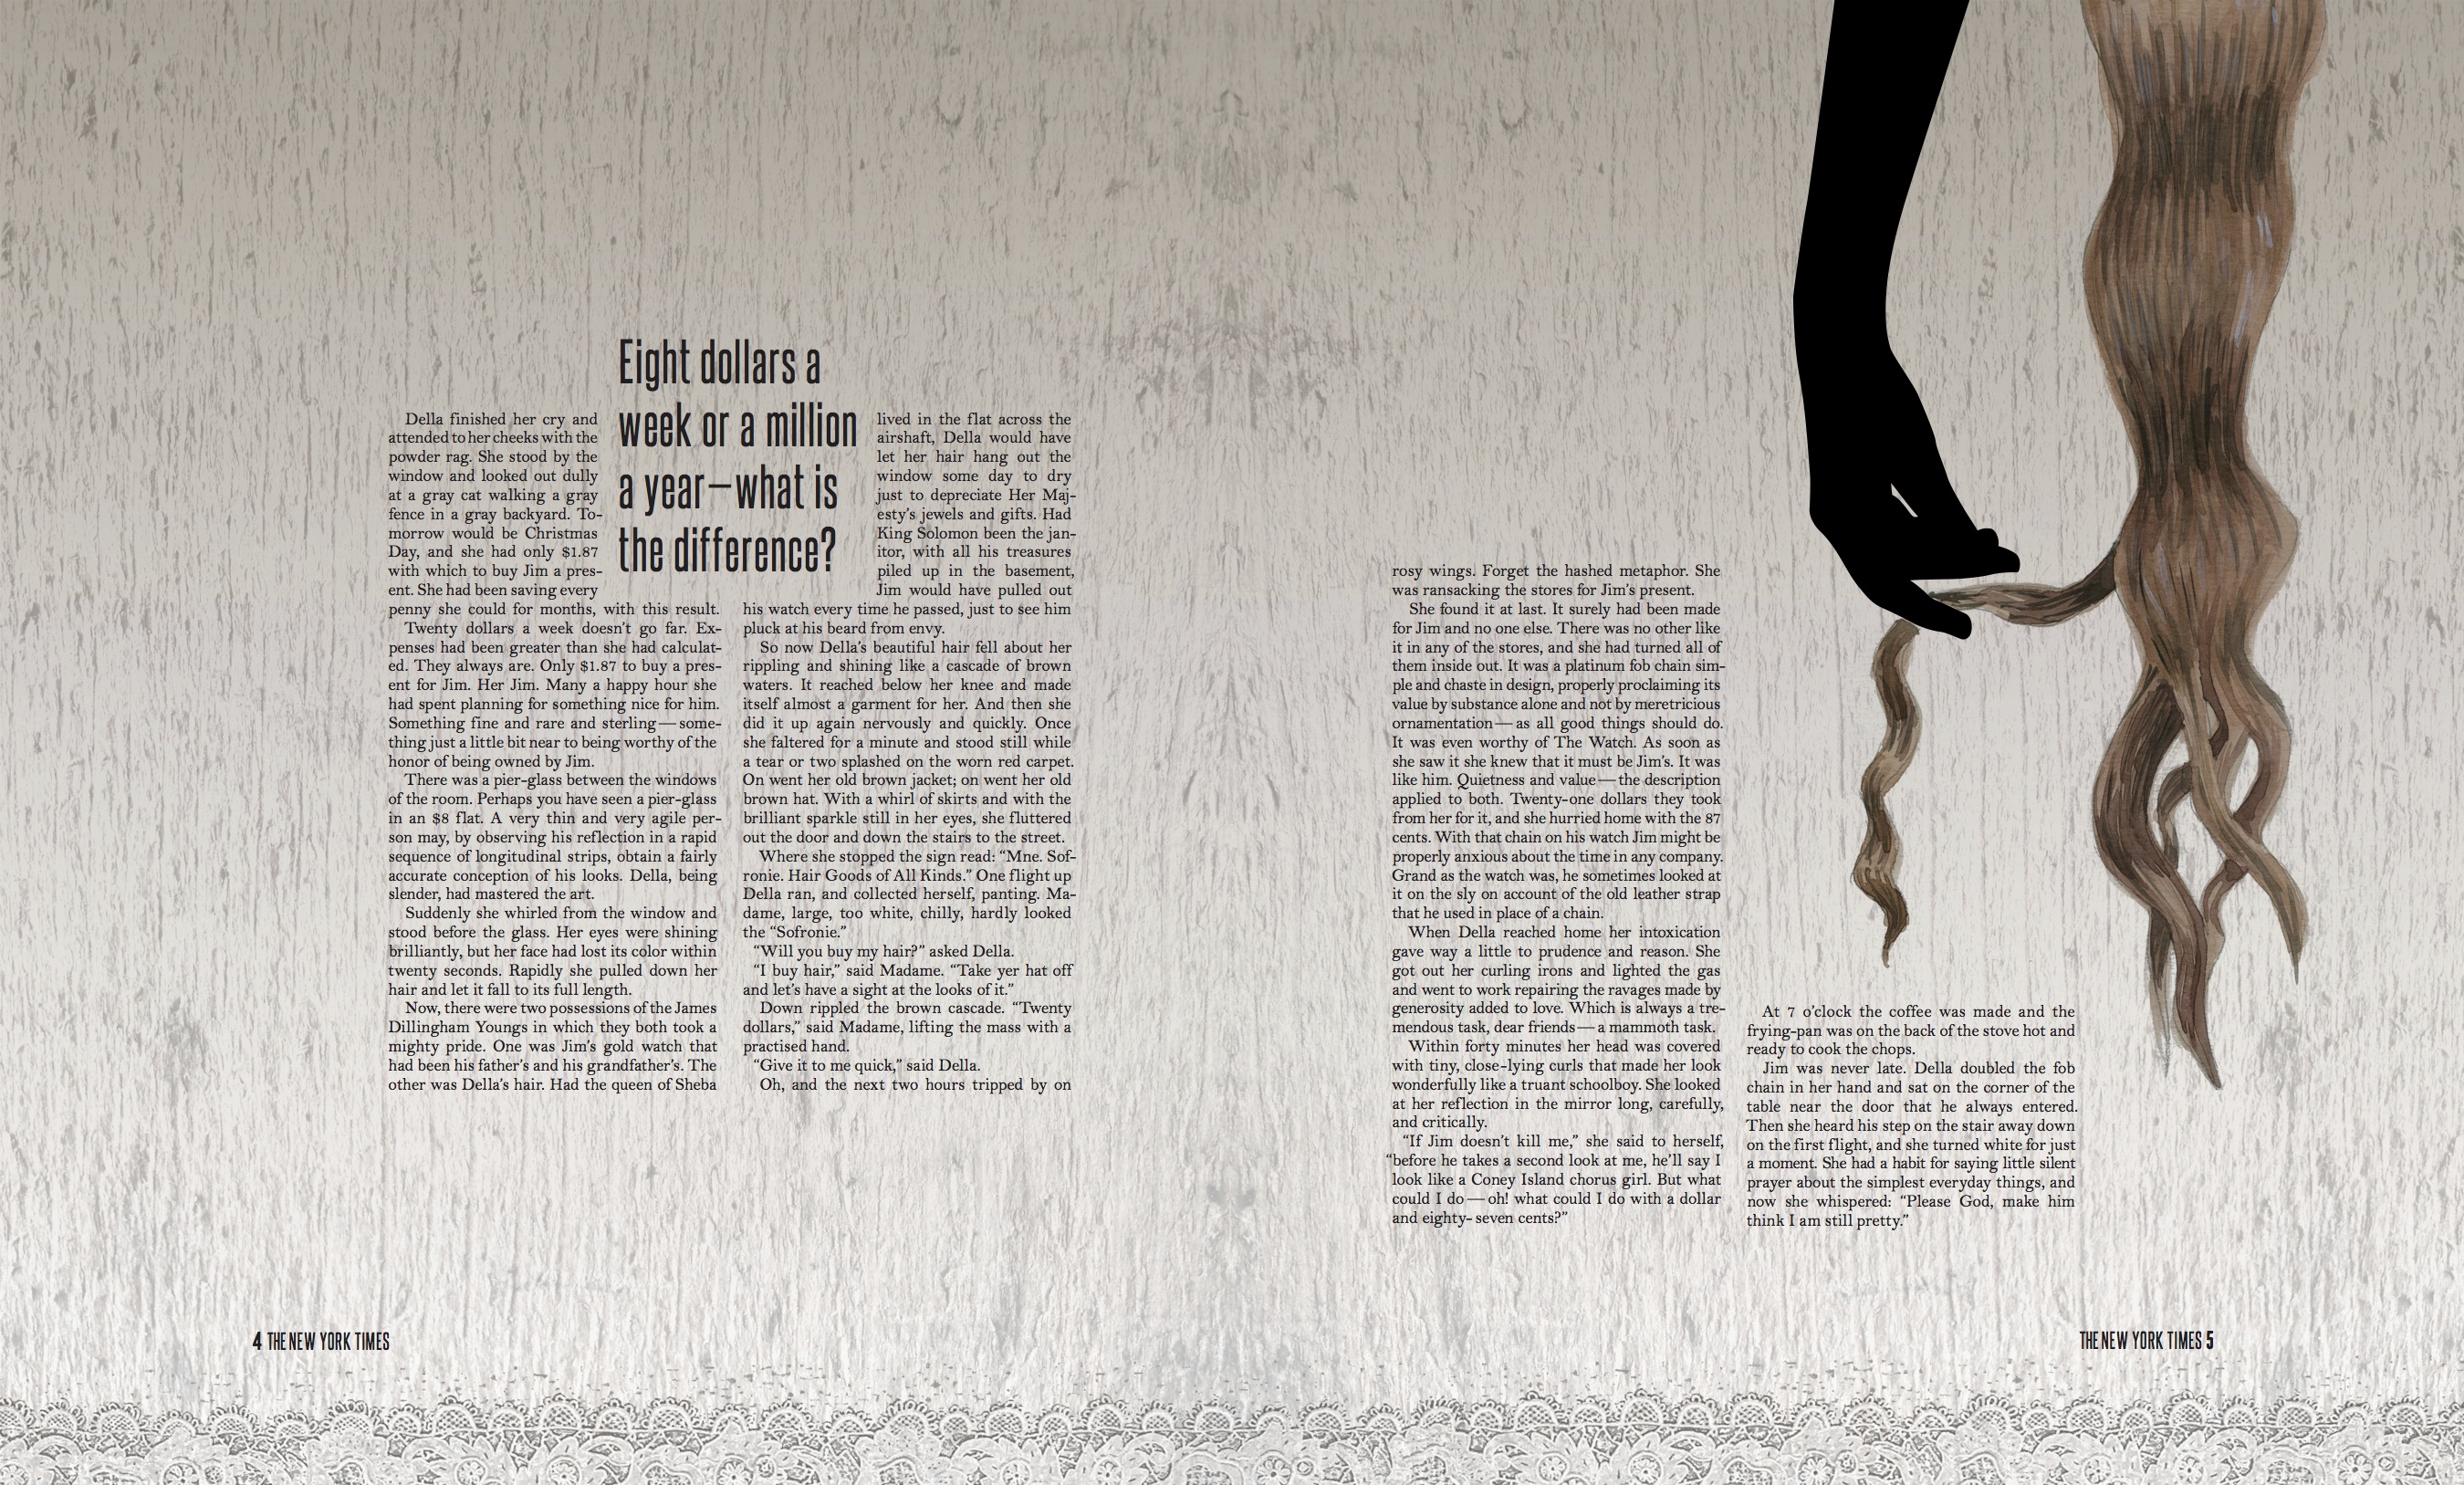 Eight dollars a
week or a million
a year—what is
the difference?
Della finished her cry and
attended to her cheeks with the
powder rag. She stood by the
window and looked out dully
at a gray cat walking a gray
fence in a gray backyard. To-
morrow would be Christmas
Day, and she had only $1.87
with which to buy Jim a pres-
ent. She had been saving every
penny she could for months, with this result.
Twenty dollars a week doesn’t go far. Ex-
penses had been greater than she had calculat-
ed. They always are. Only $1.87 to buy a pres-
ent for Jim. Her Jim. Many a happy hour she
had spent planning for something nice for him.
Something fine and rare and sterling—some-
thing just a little bit near to being worthy of the
honor of being owned by Jim.
There was a pier-glass between the windows
of the room. Perhaps you have seen a pier-glass
in an $8 flat. A very thin and very agile per-
son may, by observing his reflection in a rapid
sequence of longitudinal strips, obtain a fairly
accurate conception of his looks. Della, being
slender, had mastered the art.
Suddenly she whirled from the window and
stood before the glass. Her eyes were shining
brilliantly, but her face had lost its color within
twenty seconds. Rapidly she pulled down her
hair and let it fall to its full length.
Now, there were two possessions of the James
Dillingham Youngs in which they both took a
mighty pride. One was Jim’s gold watch that
had been his father’s and his grandfather’s. The
other was Della’s hair. Had the queen of Sheba
lived in the flat across the
airshaft, Della would have
let her hair hang out the
window some day to dry
just to depreciate Her Maj-
esty’s jewels and gifts. Had
King Solomon been the jan-
itor, with all his treasures
piled up in the basement,
Jim would have pulled out
his watch every time he passed, just to see him
pluck at his beard from envy.
So now Della’s beautiful hair fell about her
rippling and shining like a cascade of brown
waters. It reached below her knee and made
itself almost a garment for her. And then she
did it up again nervously and quickly. Once
she faltered for a minute and stood still while
a tear or two splashed on the worn red carpet.
On went her old brown jacket; on went her old
brown hat. With a whirl of skirts and with the
brilliant sparkle still in her eyes, she fluttered
out the door and down the stairs to the street.
Where she stopped the sign read: “Mne. Sof-
ronie. Hair Goods of All Kinds.” One flight up
Della ran, and collected herself, panting. Ma-
dame, large, too white, chilly, hardly looked
the “Sofronie.”
“Will you buy my hair?” asked Della.
“I buy hair,” said Madame. “Take yer hat off
and let’s have a sight at the looks of it.”
Down rippled the brown cascade. “Twenty
dollars,” said Madame, lifting the mass with a
practised hand.
“Give it to me quick,” said Della.
Oh, and the next two hours tripped by on
rosy wings. Forget the hashed metaphor. She
was ransacking the stores for Jim’s present.
She found it at last. It surely had been made
for Jim and no one else. There was no other like
it in any of the stores, and she had turned all of
them inside out. It was a platinum fob chain sim-
ple and chaste in design, properly proclaiming its
value by substance alone and not by meretricious
ornamentation—as all good things should do.
It was even worthy of The Watch. As soon as
she saw it she knew that it must be Jim’s. It was
like him. Quietness and value—the description
applied to both. Twenty-one dollars they took
from her for it, and she hurried home with the 87
cents. With that chain on his watch Jim might be
properly anxious about the time in any company.
Grand as the watch was, he sometimes looked at
it on the sly on account of the old leather strap
that he used in place of a chain.
When Della reached home her intoxication
gave way a little to prudence and reason. She
got out her curling irons and lighted the gas
and went to work repairing the ravages made by
generosity added to love. Which is always a tre-
mendous task, dear friends—a mammoth task.
Within forty minutes her head was covered
with tiny, close-lying curls that made her look
wonderfully like a truant schoolboy. She looked
at her reflection in the mirror long, carefully,
and critically.
“If Jim doesn’t kill me,” she said to herself,
“before he takes a second look at me, he’ll say I
look like a Coney Island chorus girl. But what
could I do—oh! what could I do with a dollar
and eighty- seven cents?”
At 7 o’clock the coffee was made and the
frying-pan was on the back of the stove hot and
ready to cook the chops.
Jim was never late. Della doubled the fob
chain in her hand and sat on the corner of the
table near the door that he always entered.
Then she heard his step on the stair away down
on the first flight, and she turned white for just
a moment. She had a habit for saying little silent
prayer about the simplest everyday things, and
now she whispered: “Please God, make him
think I am still pretty.”
4 THE NEW YORK TIMES
THE NEW YORK TIMES 5